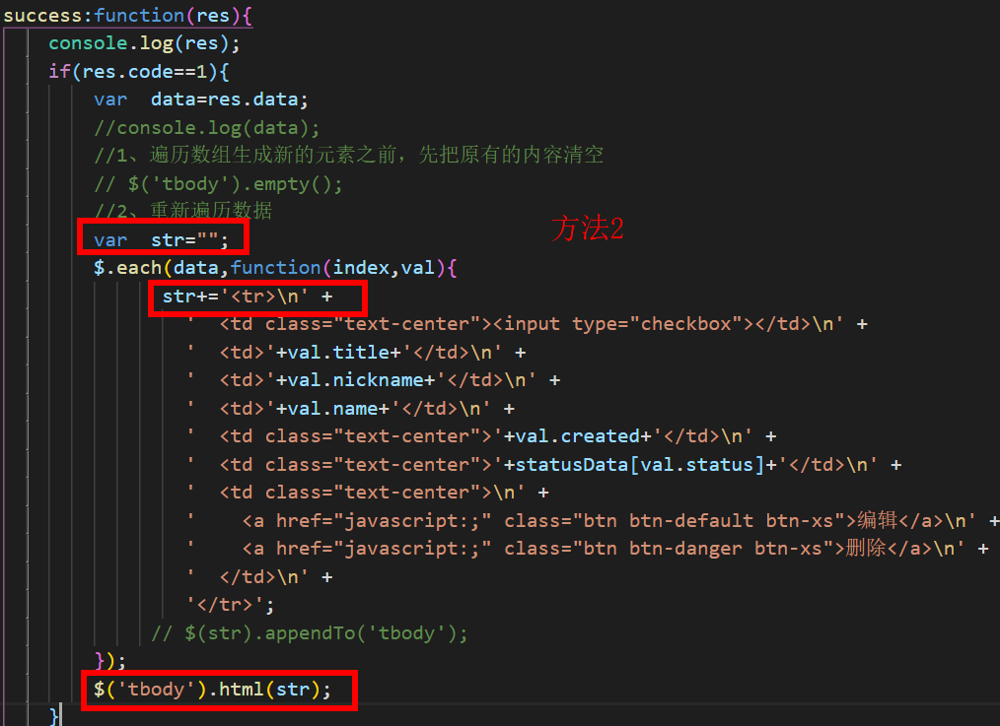 success:function(res){
console.log(res);
if(res.code==1){
var  data=res.data;
//console.log(data);
//1、遍历数组生成新的元素之前，先把原有的内容清空
// $('tbody').empty();
//2、重新遍历数据
方法2
var  str="";
$.each(data,function(index,val){
str+='<tr>\n' +
'  <td class="text-center"><input type="checkbox"></td>\n' +
'  <td>'+val.title+'</td>\n' +
'  <td>'+val.nickname+'</td>\n' +
'  <td>'+val.name+'</td>\n' +
'  <td class="text-center">'+val.created+'</td>\n' +
'  <td class="text-center">'+statusData[val.status]+'</td>\n' +
'  <td class="text-center">\n' +
'    <a href="javascript:;" class="btn btn-default btn-xs">编辑</a>\n' +
'    <a href="javascript:;" class="btn btn-danger btn-xs">删除</a>\n' +
'  </td>\n' +
'</tr>';
// $(str).appendTo('tbody');
});
$('tbody').html(str);
}